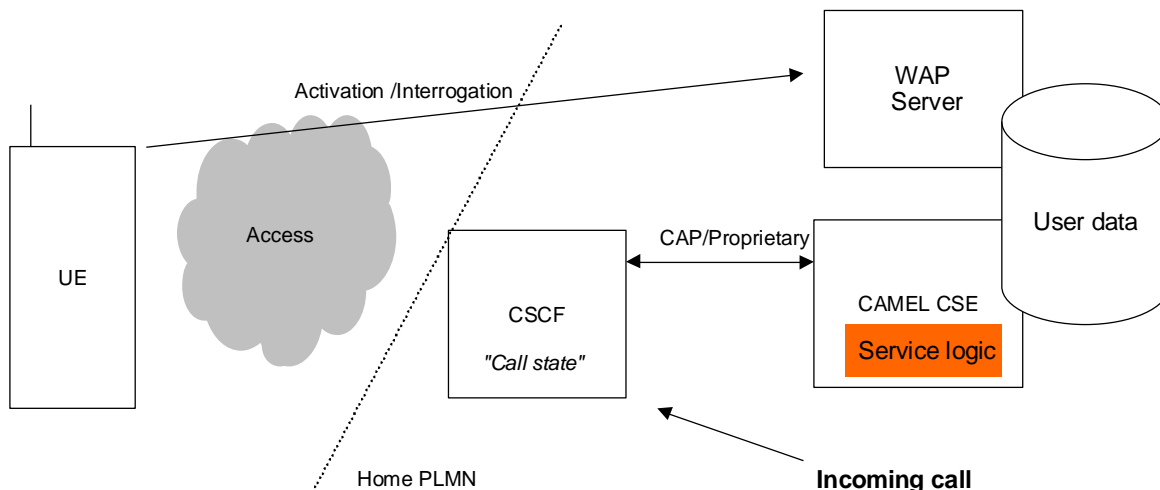 WAP
Server
Activation /Interrogation
User data
Access
CAP/Proprietary
UE
CSCF
"Call state"
CAMEL CSE
Service logic
Home PLMN
Incoming call